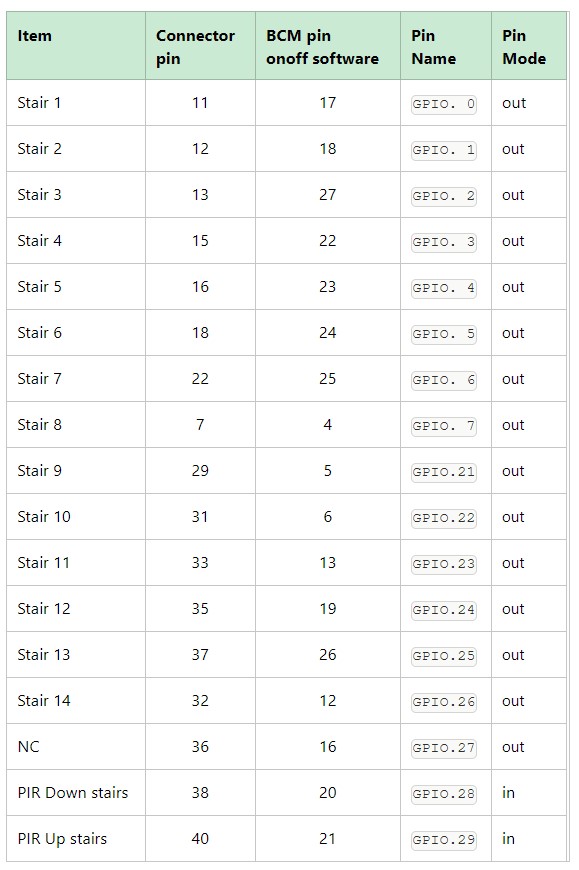 Item Connector pin BCM pin onoff software Pin Name Pin Mode
Stair 1 11 17 GPIO. 0 out
Stair 2 12 18 GPIO. 1 out
Stair 3 13 27 GPIO. 2 out
Stair 4 15 22 GPIO. 3 out
Stair 5 16 23 GPIO. 4 out
Stair 6 18 24 GPIO. 5 out
Stair 7 22 25 GPIO. 6 out
Stair 8 7 4 GPIO. 7 out
Stair 9 29 5 GPIO.21 out
Stair 10 31 6 GPIO.22 out
Stair 11 33 13 GPIO.23 out
Stair 12 35 19 GPIO.24 out
Stair 13 37 26 GPIO.25 out
Stair 14 32 12 GPIO.26 out
NC 36 16 GPIO.27 out
PIR Down stairs 38 20 GPIO.28 in
PIR Up stairs 40 21 GPIO.29 in